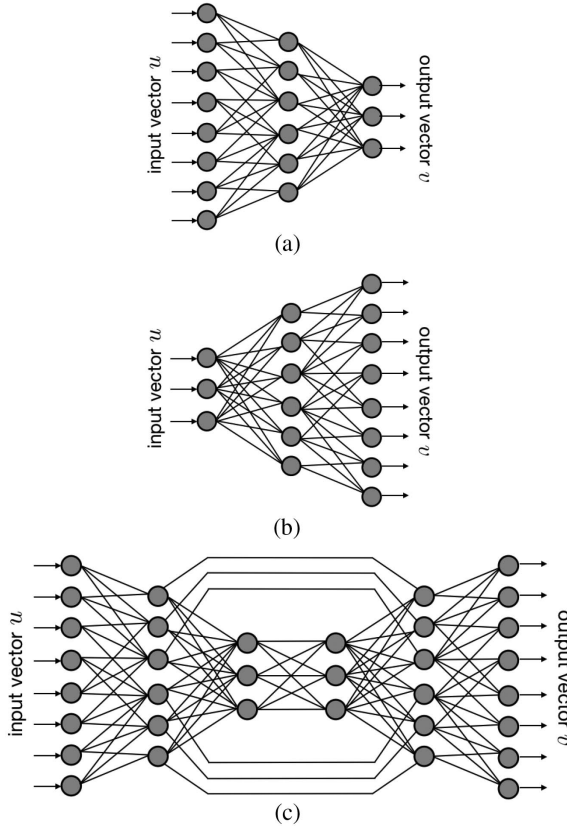 input vector u
output vector v
(a)
input vector u
output vector v
(b)
input vector u
output vector v
(c)